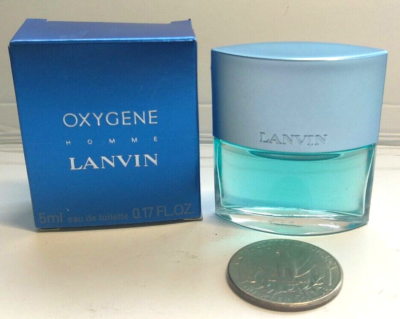 OXYGENE
HOMME
LANVIN
5ml eau de toilette 0.17 FL.OZ
LANVIN